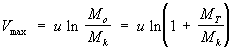 V_max = u ln M_o/M_k = u ln(1 + M_T/M_k)